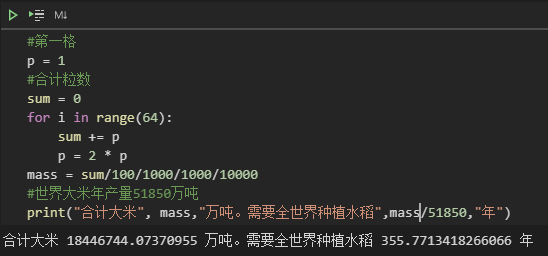 M↓
#第一格
p = 1
#合计粒数
sum = 0
for i in range(64):
    sum += p
    p = 2 * p
mass = sum/100/1000/1000/10000
#世界大米年产量51850万吨
print("合计大米", mass,"万吨。需要全世界种植水稻",mass/51850,"年")
合计大米 18446744.07370955 万吨。需要全世界种植水稻 355.7713418266066 年